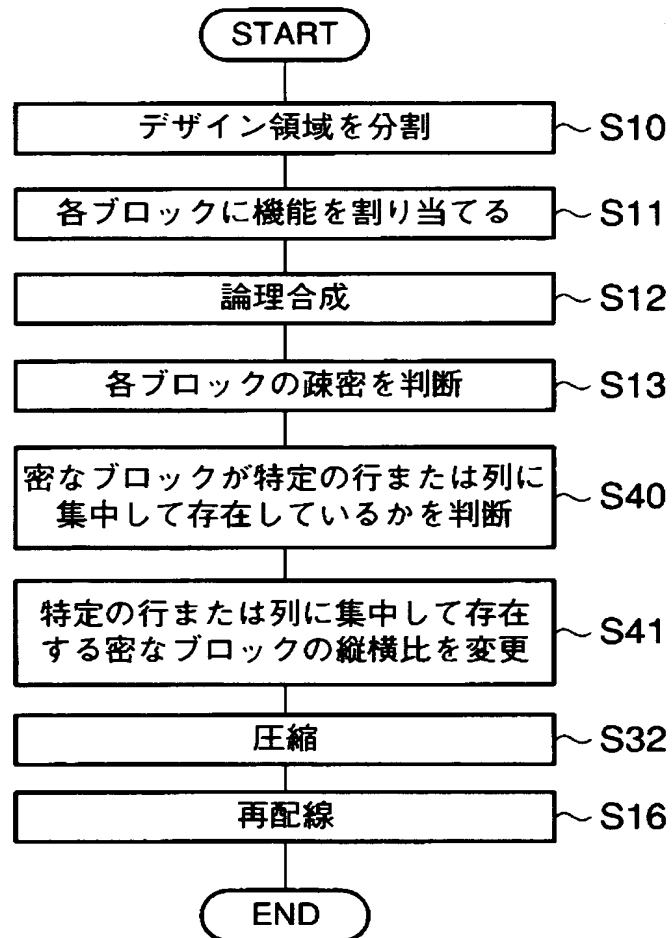 START
デザイン領域を分割
~ S10
各ブロックに機能を割り当てる
~ S11
論理合成
~ S12
各ブロックの疎密を判断
~ S13
密なブロックが特定の行または列に
集中して存在しているかを判断
~ S40
特定の行または列に集中して存在
する密なブロックの縦横比を変更
~ S41
圧縮
~ S32
再配線
~ S16
END